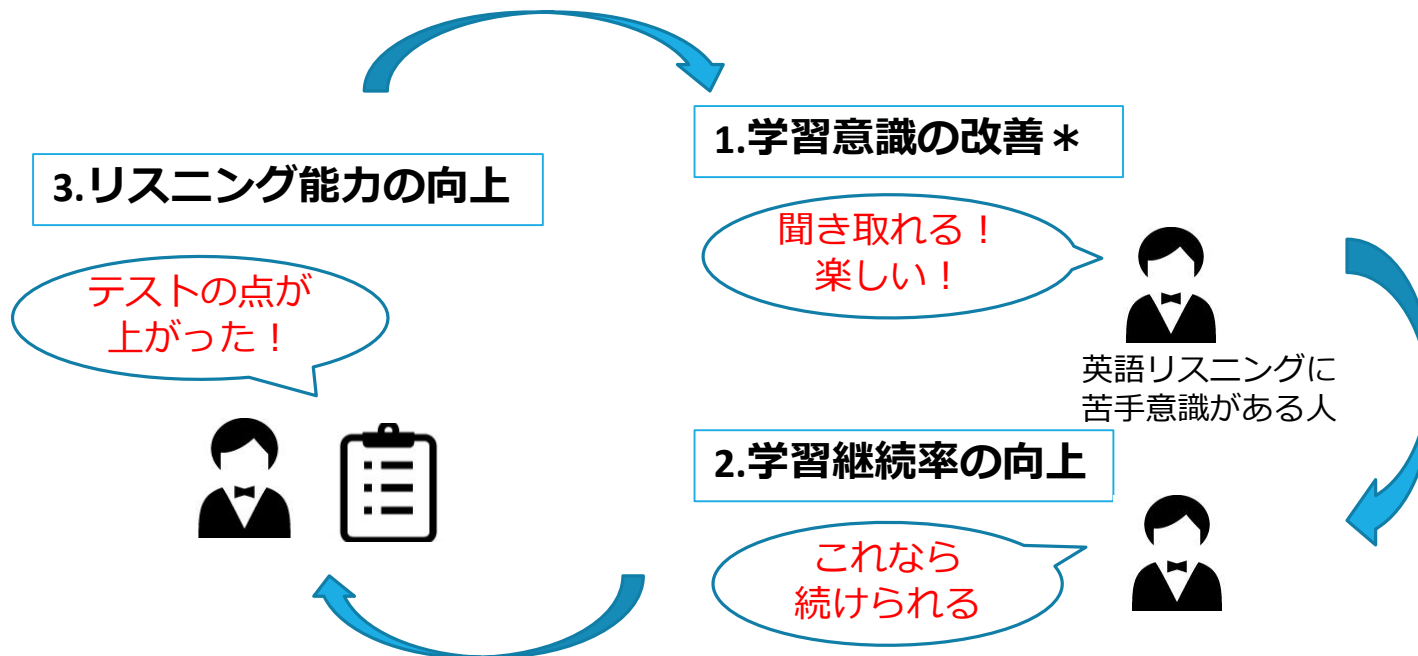 1.学習意識の改善＊
聞き取れる！
楽しい！
英語リスニングに
苦手意識がある人
2.学習継続率の向上
これなら
続けられる
3.リスニング能力の向上
テストの点が
上がった！